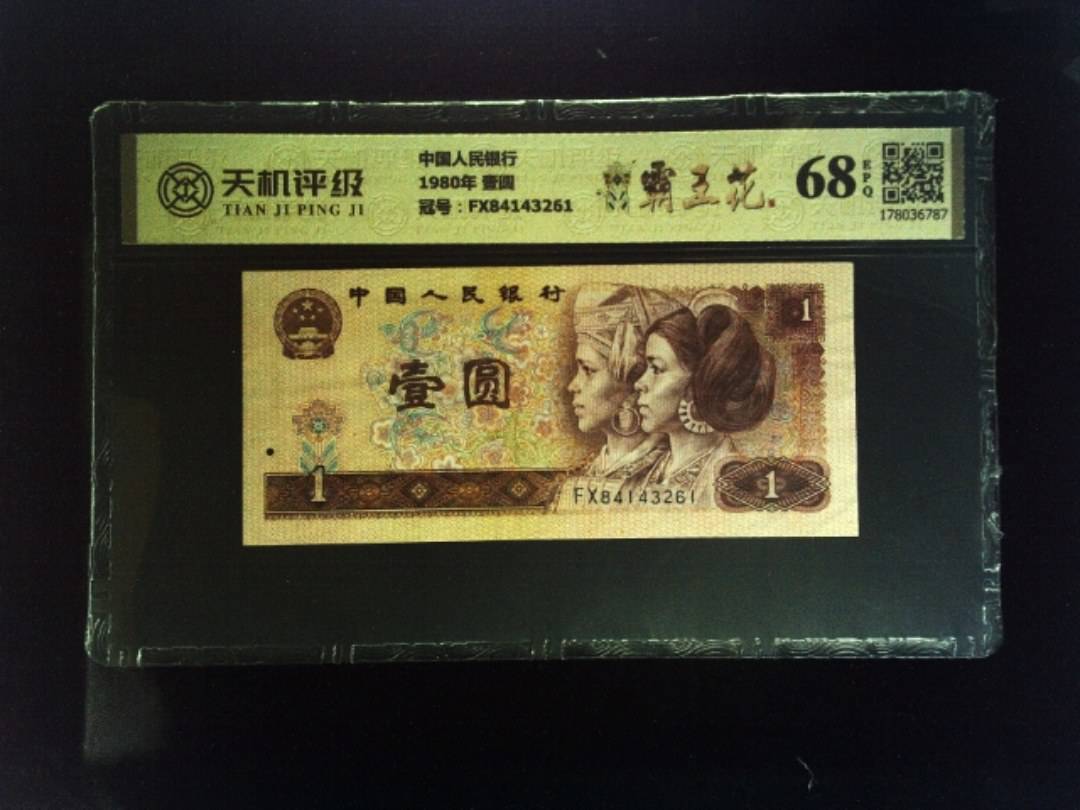 天机评级
TIAN JI PING JI
中国人民银行
1980年 壹圆
冠号：FX84143261
霸王花
68
EPQ
178036787
中国人民银行
壹圆
1
1
FX84143261
1